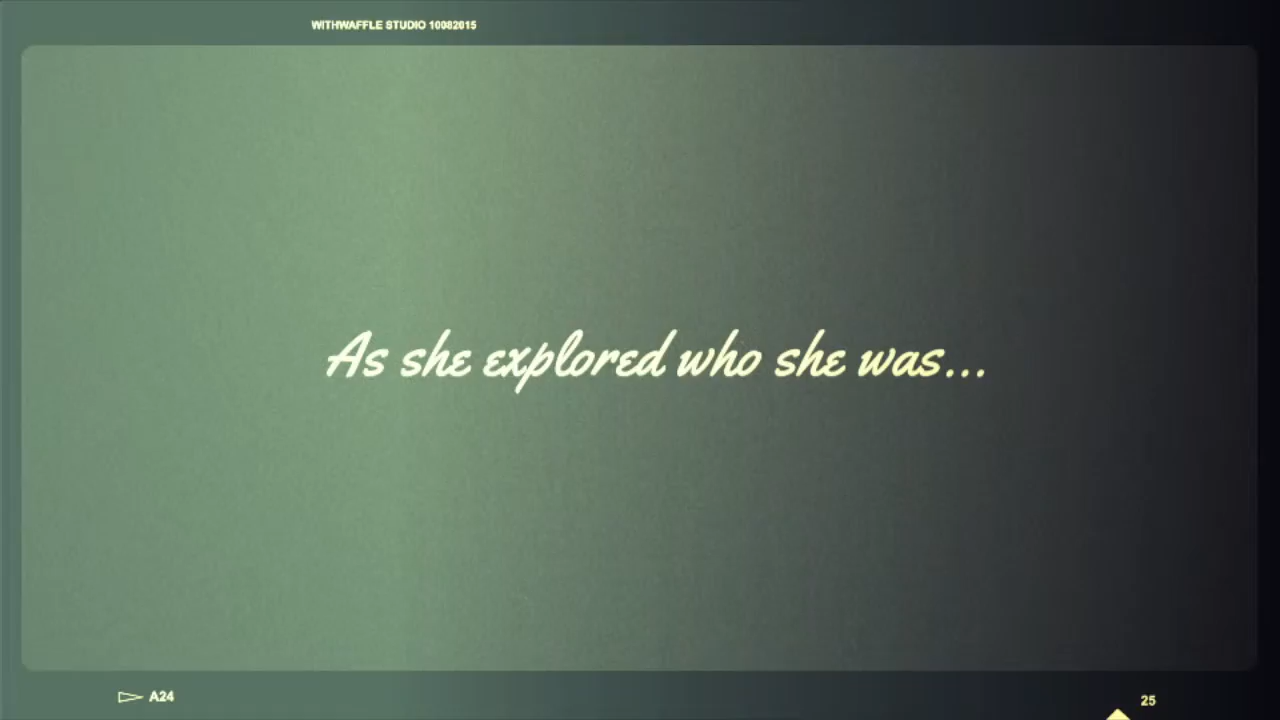 WITHWAFFLE STUDIO 10082015
As she explored who she was...
A24
25